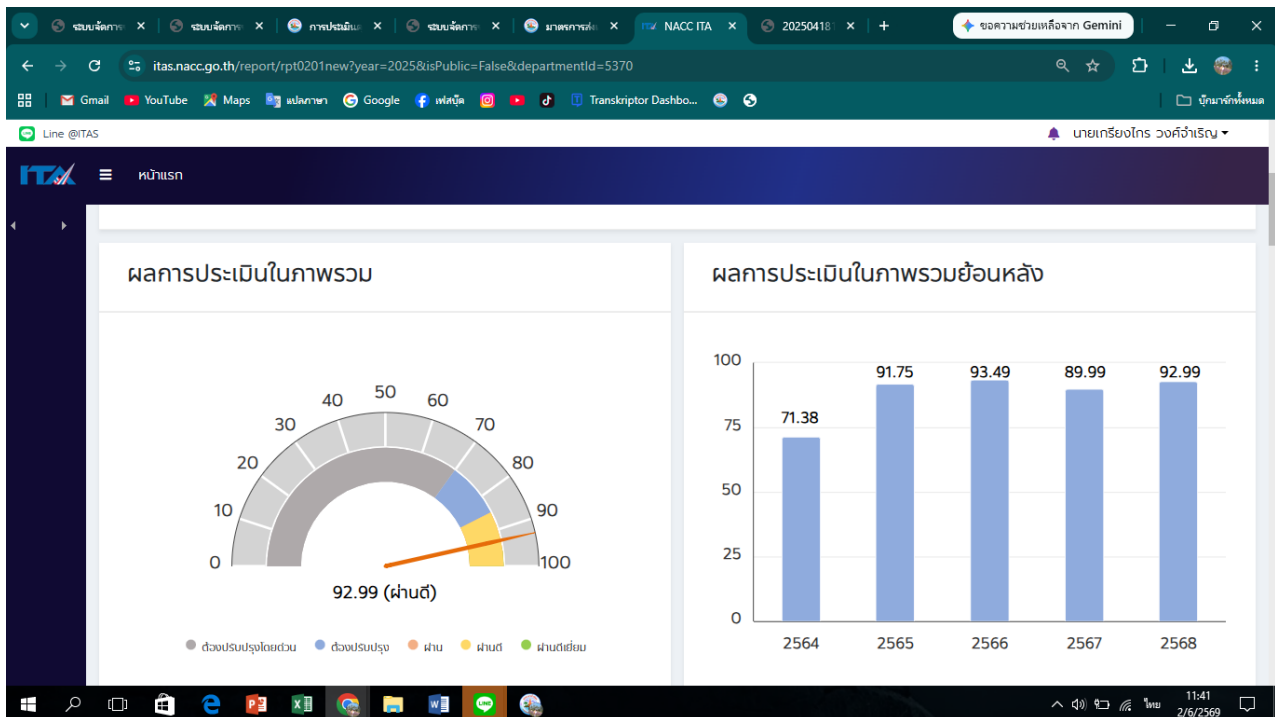 ระบบจัดการ
ระบบจัดการ
การประเมิน
ระบบจัดการ
มาตรการส่ง
NACC ITA
20250418
ขอความช่วยเหลือจาก Gemini
itas.nacc.go.th/report/rpt0201new?year=2025&isPublic=False&departmentId=5370
Gmail
YouTube
Maps
แปลภาษา
Google
เฟสบุ๊ค
Transkriptor Dashbo...
บุ๊กมาร์กทั้งหมด
Line @ITAS
นายเกรียงไกร วงศ์จำเริญ
ITA
หน้าแรก
ผลการประเมินในภาพรวม
0
10
20
30
40
50
60
70
80
90
100
92.99 (ผ่านดี)
ต้องปรับปรุงโดยด่วน
ต้องปรับปรุง
ผ่าน
ผ่านดี
ผ่านดีเยี่ยม
ผลการประเมินในภาพรวมย้อนหลัง
100
75
50
25
0
71.38
91.75
93.49
89.99
92.99
2564
2565
2566
2567
2568
ไทย
11:41
2/6/2569